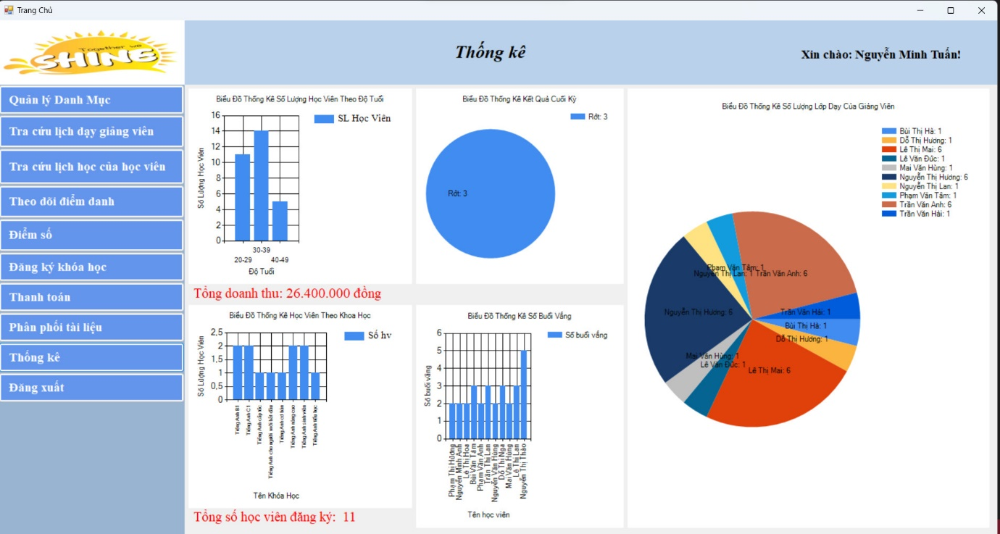 Trang Chủ
Together we
SHINE
Thống kê
Xin chào: Nguyễn Minh Tuấn!
Quản lý Danh Mục
Tra cứu lịch dạy giảng viên
Tra cứu lịch học của học viên
Theo dõi điểm danh
Điểm số
Đăng ký khóa học
Thanh toán
Phân phối tài liệu
Thống kê
Đăng xuất
Biểu Đồ Thống Kê Số Lượng Học Viên Theo Độ Tuổi
SL Học Viên
Số Lượng Học Viên
16
14
12
10
8
6
4
2
0
20-29
30-39
40-49
Độ Tuổi
Biểu Đồ Thống Kê Kết Quả Cuối Kỳ
Rớt: 3
Rớt: 3
Tổng doanh thu: 26.400.000 đồng
Biểu Đồ Thống Kê Học Viên Theo Khoa Học
Số hv
Số Lượng Học Viên
2,5
2
1,5
1
0,5
0
Tiếng Anh B1
Tiếng Anh C1
Tiếng Anh cấp tốc
Tiếng Anh cho người mới bắt đầu
Tiếng Anh cơ bản
Tiếng Anh nâng cao
Tiếng Anh sinh viên
Tiếng Anh tiểu học
Tên Khóa Học
Tổng số học viên đăng ký: 11
Biểu Đồ Thống Kê Số Buổi Vắng
Số buổi vắng
Số buổi vắng
6
5
4
3
2
1
0
Phạm Thị Hương
Nguyễn Minh Anh
Lê Thị Hoa
Bùi Văn Tâm
Phạm Văn Anh
Trần Thị Lan
Nguyễn Văn Hùng
Đỗ Thị Nga
Mai Văn Hùng
Lê Thị Lan
Nguyễn Thị Thảo
Tên học viên
Biểu Đồ Thống Kê Số Lượng Lớp Dạy Của Giảng Viên
Bùi Thị Hà: 1
Dỗ Thị Hương: 1
Lê Thị Mai: 6
Lê Văn Đức: 1
Mai Văn Hùng: 1
Nguyễn Thị Hương: 6
Nguyễn Thị Lan: 1
Phạm Văn Tâm: 1
Trần Văn Anh: 6
Trần Văn Hải: 1
Phạm Văn Tâm: 1
Nguyễn Thị Lan: 1
Trần Văn Anh: 6
Nguyễn Thị Hương: 6
Trần Văn Hải: 1
Bùi Thị Hà: 1
Dỗ Thị Hương: 1
Mai Văn Hùng: 1
Lê Văn Đức: 1
Lê Thị Mai: 6